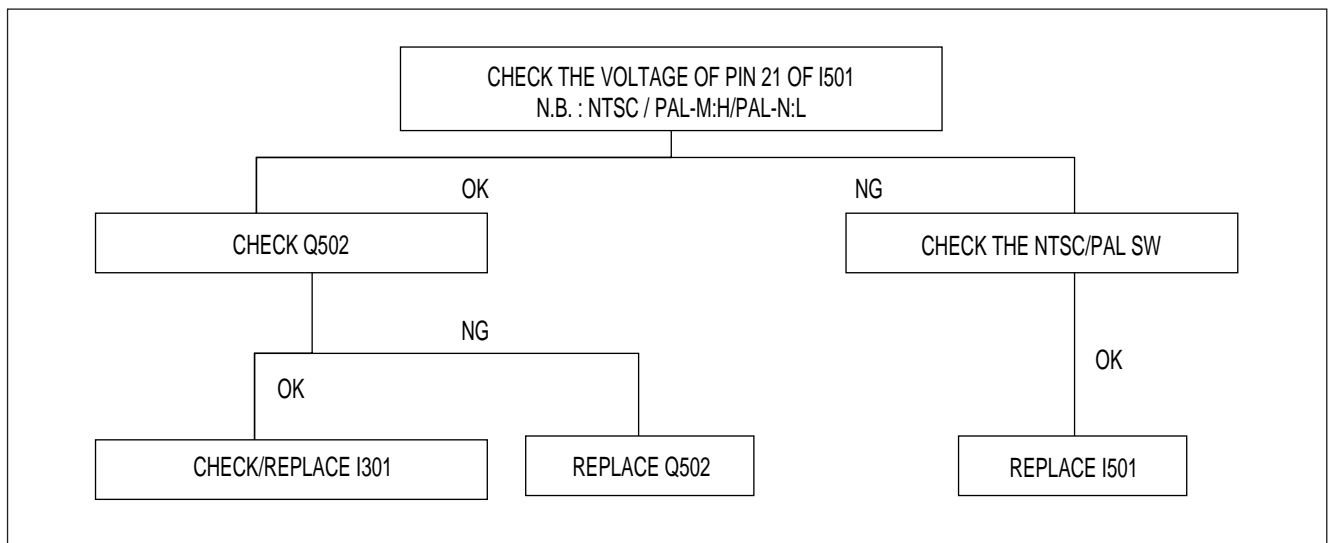 CHECK THE VOLTAGE OF PIN 21 OF I501
N.B. : NTSC / PAL-M:H/PAL-N:L
OK
NG
CHECK Q502
CHECK THE NTSC/PAL SW
NG
OK
OK
CHECK/REPLACE I301
REPLACE Q502
REPLACE I501